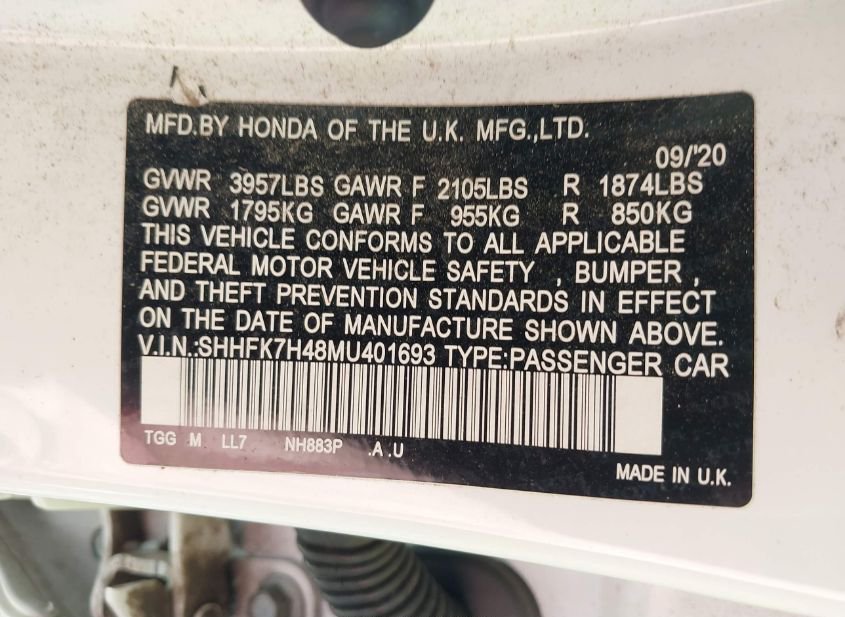 MFD.BY HONDA OF THE U.K. MFG.,LTD.
09/'20
GVWR 3957LBS GAWR F 2105LBS R 1874LBS
GVWR 1795KG GAWR F 955KG R 850KG
THIS VEHICLE CONFORMS TO ALL APPLICABLE
FEDERAL MOTOR VEHICLE SAFETY , BUMPER ,
AND THEFT PREVENTION STANDARDS IN EFFECT
ON THE DATE OF MANUFACTURE SHOWN ABOVE.
V.I.N.:SHHFK7H48MU401693 TYPE:PASSENGER CAR
TGG M LL7 NH883P .A .U
MADE IN U.K.